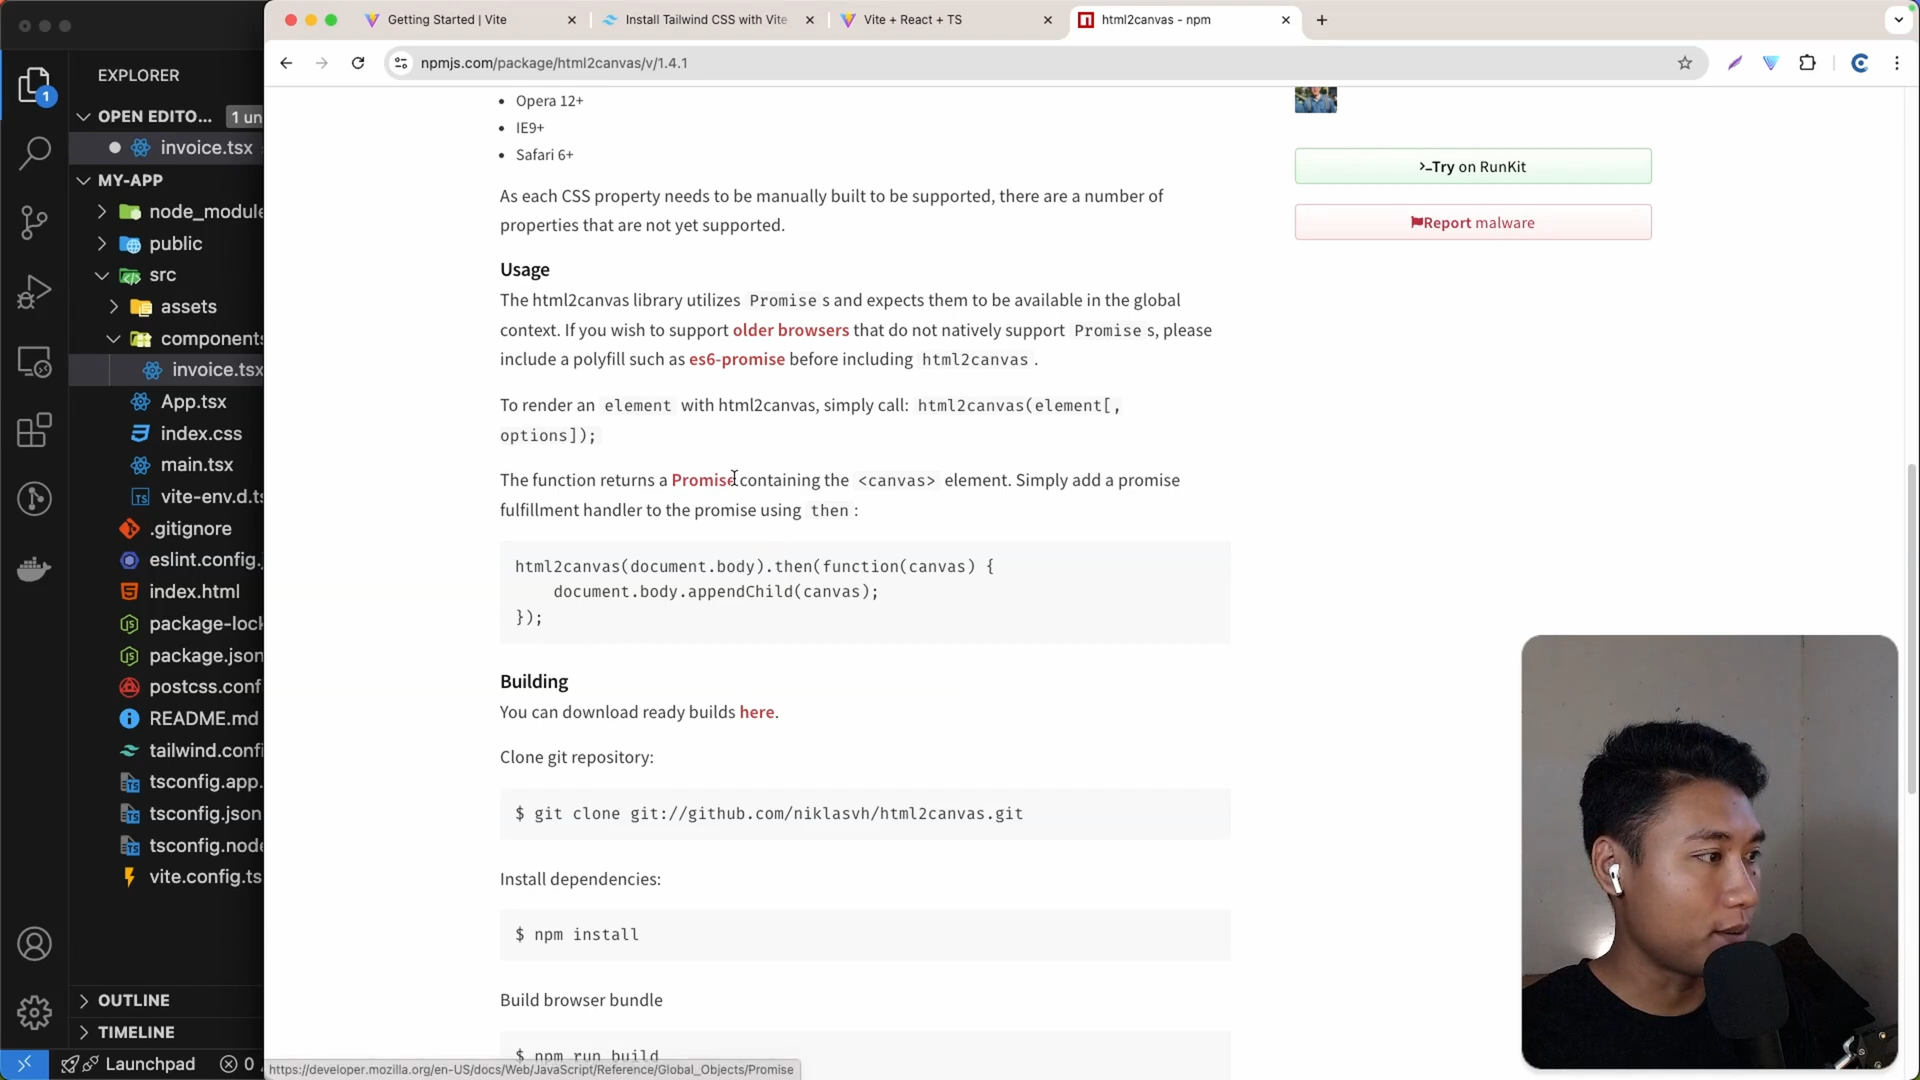 Getting Started | Vite
Install Tailwind CSS with Vite
Vite + React + TS
html2canvas - npm
npmjs.com/package/html2canvas/v/1.4.1
EXPLORER
OPEN EDITO...
1 un
invoice.tsx
MY-APP
node_module
public
src
assets
component
invoice.tsx
App.tsx
index.css
main.tsx
TS
vite-env.d.ts
.gitignore
eslint.config.
index.html
package-lock
package.json
postcss.conf
README.md
tailwind.confi
tsconfig.app.
tsconfig.json
tsconfig.node
vite.config.ts
OUTLINE
TIMELINE
Launchpad
0
1
• Opera 12+
• IE9+
• Safari 6+
As each CSS property needs to be manually built to be supported, there are a number of
properties that are not yet supported.
Usage
The html2canvas library utilizes Promise s and expects them to be available in the global
context. If you wish to support older browsers that do not natively support Promise s, please
include a polyfill such as es6-promise before including html2canvas .
To render an element with html2canvas, simply call: html2canvas(element[,
options]);
The function returns a Promise containing the <canvas> element. Simply add a promise
fulfillment handler to the promise using then :
html2canvas(document.body).then(function(canvas) {
document.body.appendChild(canvas);
});
Building
You can download ready builds here.
Clone git repository:
$ git clone git://github.com/niklasvh/html2canvas.git
Install dependencies:
$ npm install
Build browser bundle
$ npm run build
>_Try on RunKit
Report malware
https://developer.mozilla.org/en-US/docs/Web/JavaScript/Reference/Global_Objects/Promise